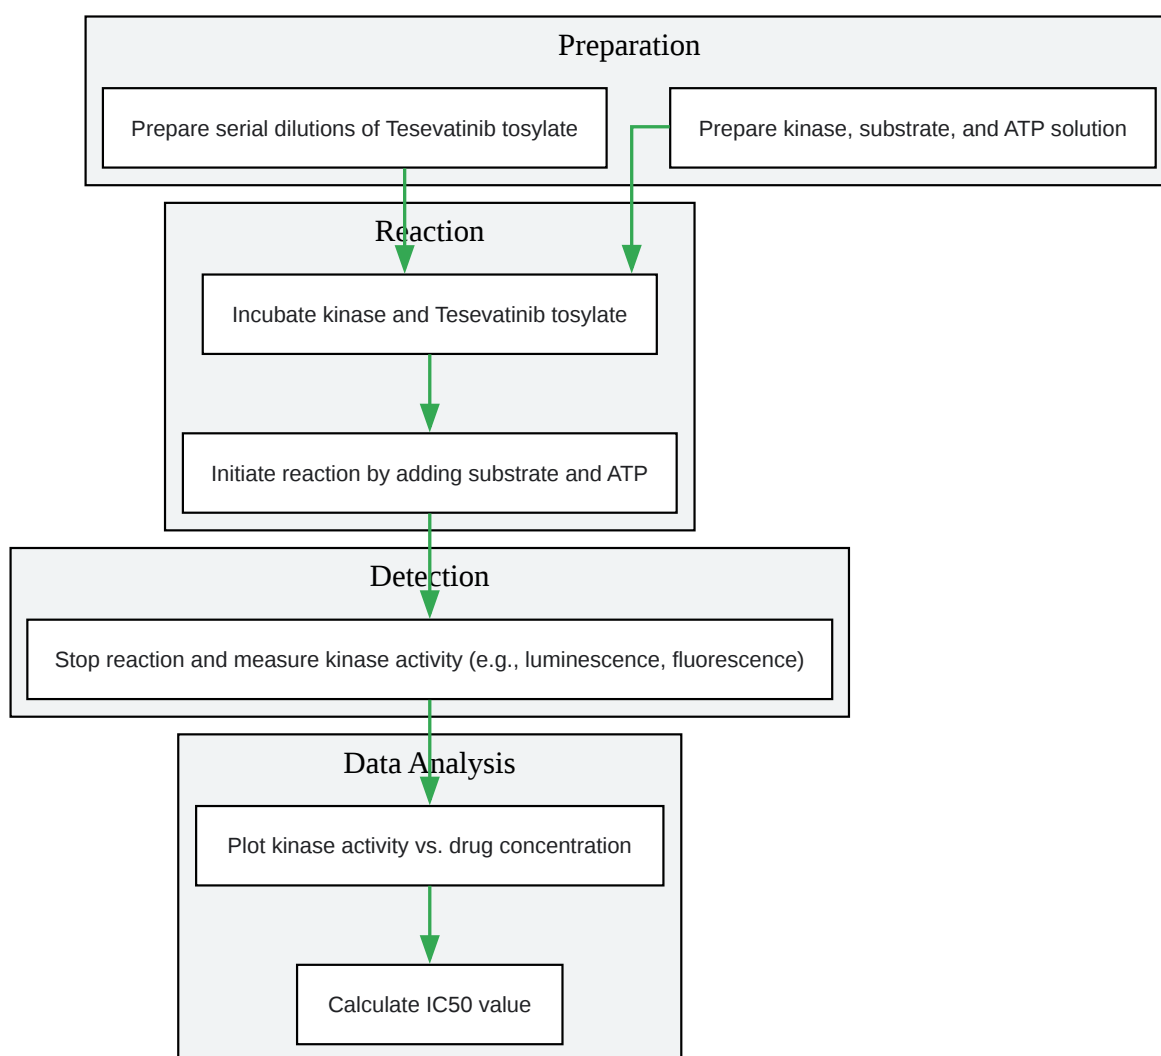 Preparation
Prepare serial dilutions of Tesevatinib tosylate
Prepare kinase, substrate, and ATP solution
Reaction
Incubate kinase and Tesevatinib tosylate
Initiate reaction by adding substrate and ATP
Detection
Stop reaction and measure kinase activity (e.g., luminescence, fluorescence)
Data Analysis
Plot kinase activity vs. drug concentration
Calculate IC50 value